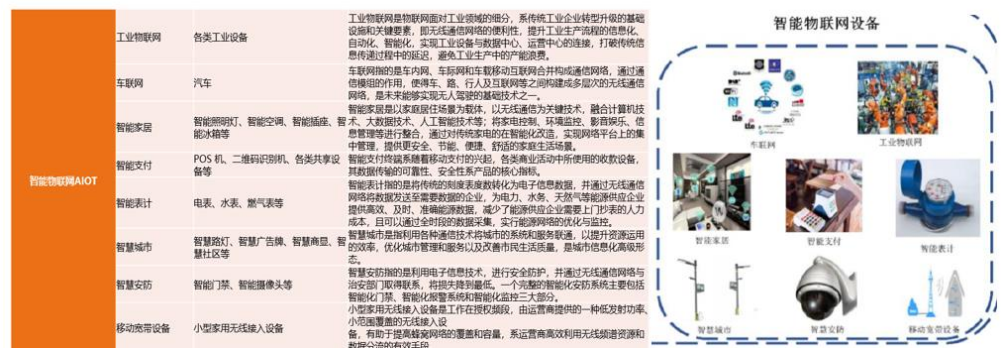 智能物联网AIOT
工业物联网
各类工业设备
工业物联网是物联网面对工业领域的细分，系传统工业企业转型升级的基础
设施和关键要素，即无线通信网络的便利性，提升工业生产流程的信息化、
自动化、智能化，实现工业设备与数据中心、运营中心的连接，打破传统信
息传递过程中的延迟，避免工业生产中的产能浪费。
车联网
汽车
车联网指的是车内网、车际网和车载移动互联网合并构成通信网络，通过通
信模组的作用，使得车、路、行人及互联网等之间构建成多层次的无线通信
网络，是未来能够实现无人驾驶的基础技术之一。
智能家居
智能照明灯、智能空调、智能插座、智
能冰箱等
智能家居是以家庭居住场景为载体，以无线通信为关键技术，融合计算机技
术、大数据技术、人工智能技术等；将家电控制、环境监控、影音娱乐、信
息管理等进行整合，通过对传统家电的在智能化改造，实现网络平台上的集
中管理，提供更安全、节能、便捷、舒适的家庭生活场景。
智能支付
POS 机、二维码识别机、各类共享设
备等
智能支付终端系随着移动支付的兴起，各类商业活动中所使用的收款设备，
其数据传输的可靠性、安全性系产品的核心指标。
智能表计
电表、水表、燃气表等
智能表计指的是将传统的刻度表度数转化为电子信息数据，并通过无线通信
网络将数据发送至需要数据的企业，为电力、水务、天然气等能源供应企业
提供高效、及时、准确能源数据，减少了能源供应企业需要上门抄表的人力
成本，且可以通过全时段的数据采集，实行能源网络的优化与监控。
智慧城市
智慧路灯、智慧广告牌、智慧商显、智
慧社区等
智慧城市是指利用各种通信技术将城市的系统和服务联通，以提升资源运用
的效率，优化城市管理和服务以及改善市民生活质量，是城市信息化高级形
态。
智慧安防
智能门禁、智能摄像头等
智慧安防指的是利用电子信息技术，进行安全防护，并通过无线通信网络与
治安部门取得联系，将损失降到最低。一个完整的智能化安防系统主要包括
智能化门禁、智能化报警系统和智能化监控三大部分。
移动宽带设备
小型家用无线接入设备
小型家用无线接入设备是工作在授权频段，由运营商提供的一种低发射功率、
小范围覆盖的无线接入设
备，有助于提高蜂窝网络的覆盖和容量，系运营商高效利用无线频谱资源和
数据分流的有效手段
智能物联网设备
车联网
工业物联网
智能家居
智能支付
智能表计
智慧城市
智慧安防
移动宽带设备